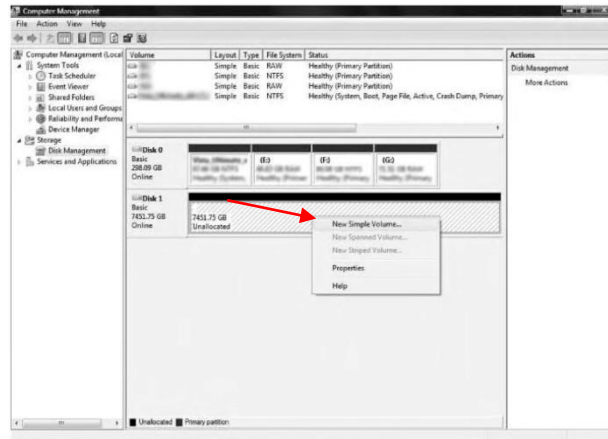 Computer Management
File Action View Help
Computer Management (Local
System Tools
Task Scheduler
Event Viewer
Shared Folders
Local Users and Groups
Reliability and Performa
Device Manager
Storage
Disk Management
Services and Applications
Volume Layout Type File System Status
Simple Basic RAW Healthy (Primary Partition)
Simple Basic NTFS Healthy (Primary Partition)
Simple Basic RAW Healthy (Primary Partition)
Simple Basic NTFS Healthy (System, Boot, Page File, Active, Crash Dump, Primary
Disk 0
Basic
298.09 GB
Online
(E:)
(F:)
(G:)
Disk 1
Basic
7451.75 GB
Online
7451.75 GB
Unallocated
New Simple Volume...
New Spanned Volume...
New Striped Volume...
Properties
Help
Unallocated Primary partition
Actions
Disk Management
More Actions